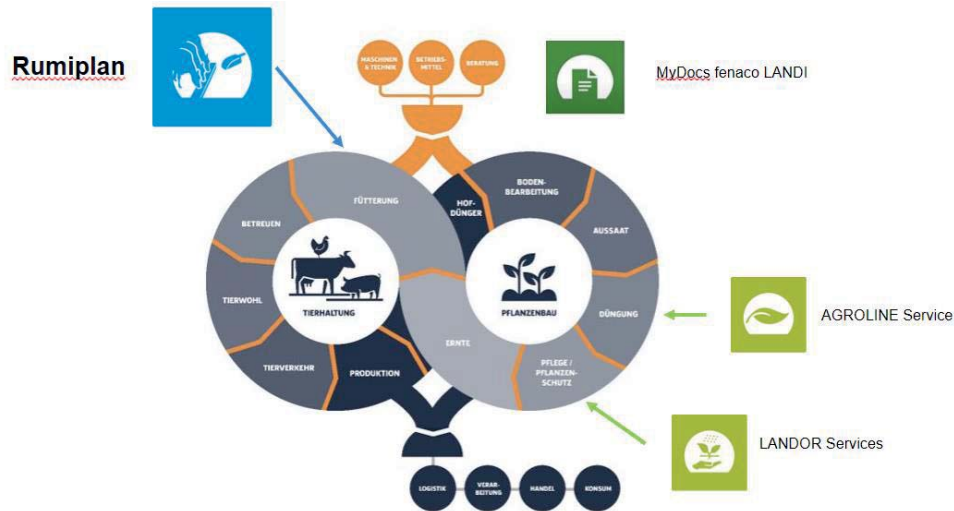 Rumiplan
MASCHINEN
& TECHNIK
BETRIEBS-
MITTEL
BERATUNG
MyDocs fenaco LANDI
FÜTTERUNG
HOF-
DÜNGER
BODEN-
BEARBEITUNG
BETREUEN
AUSSAAT
TIERWOHL
TIERHALTUNG
PFLANZENBAU
DÜNGUNG
AGROLINE Service
TIERVERKEHR
PRODUKTION
ERNTE
PFLEGE /
PFLANZEN-
SCHUTZ
LANDOR Services
LOGISTIK
VERAR-
BEITUNG
HANDEL
KONSUM